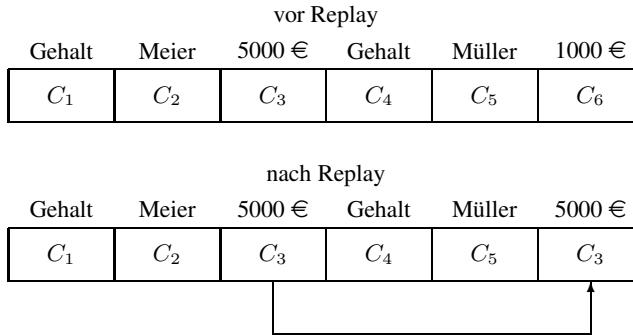 vor Replay
Gehalt Meier 5000 € Gehalt Müller 1000 €
C₁ C₂ C₃ C₄ C₅ C₆
nach Replay
Gehalt Meier 5000 € Gehalt Müller 5000 €
C₁ C₂ C₃ C₄ C₅ C₃